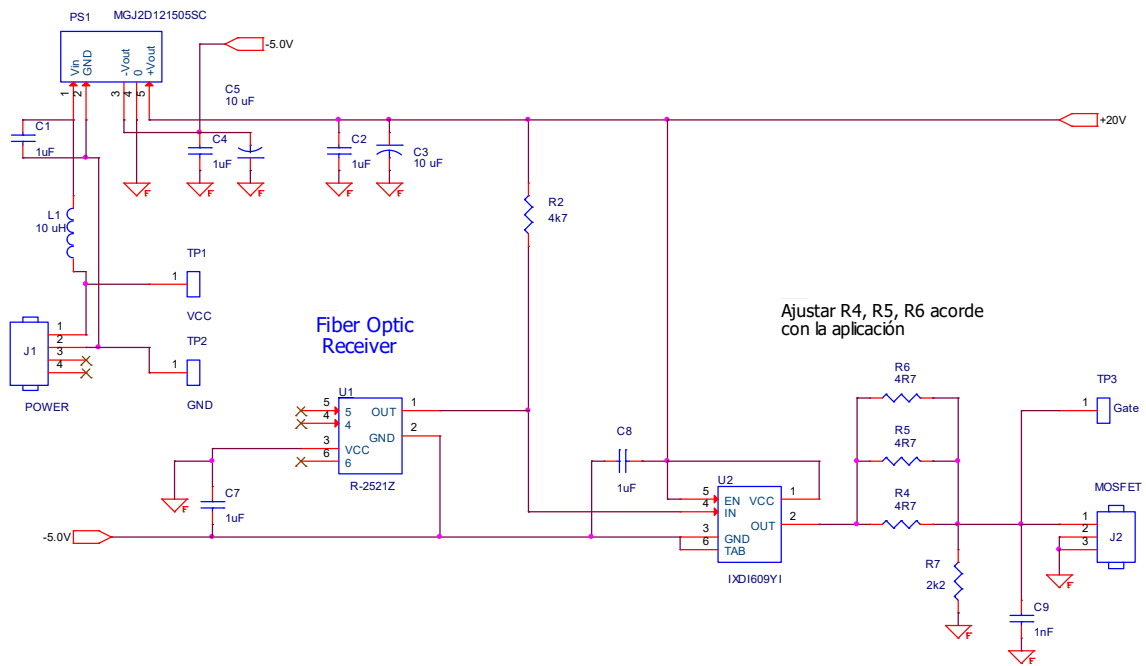 PS1 MGJ2D121505SC
Vin
GND
-Vout
0
+Vout
1
2
3
4
5
-5.0V
C5
10 uF
C1
1uF
C4
1uF
C2
1uF
C3
10 uF
+20V
R2
4k7
L1
10 uH
TP1
1
VCC
TP2
1
GND
J1
1
2
3
4
POWER
Fiber Optic
Receiver
U1
5
4
3
6
5
4
VCC
6
OUT
GND
1
2
R-2521Z
C7
1uF
-5.0V
C8
1uF
U2
5
4
3
6
EN
IN
GND
TAB
VCC
OUT
1
2
IXDI609YI
Ajustar R4, R5, R6 acorde
con la aplicación
R6
4R7
R5
4R7
R4
4R7
R7
2k2
C9
1nF
TP3
1
Gate
MOSFET
1
2
3
J2
F
F
F
F
F
F
F
F
F